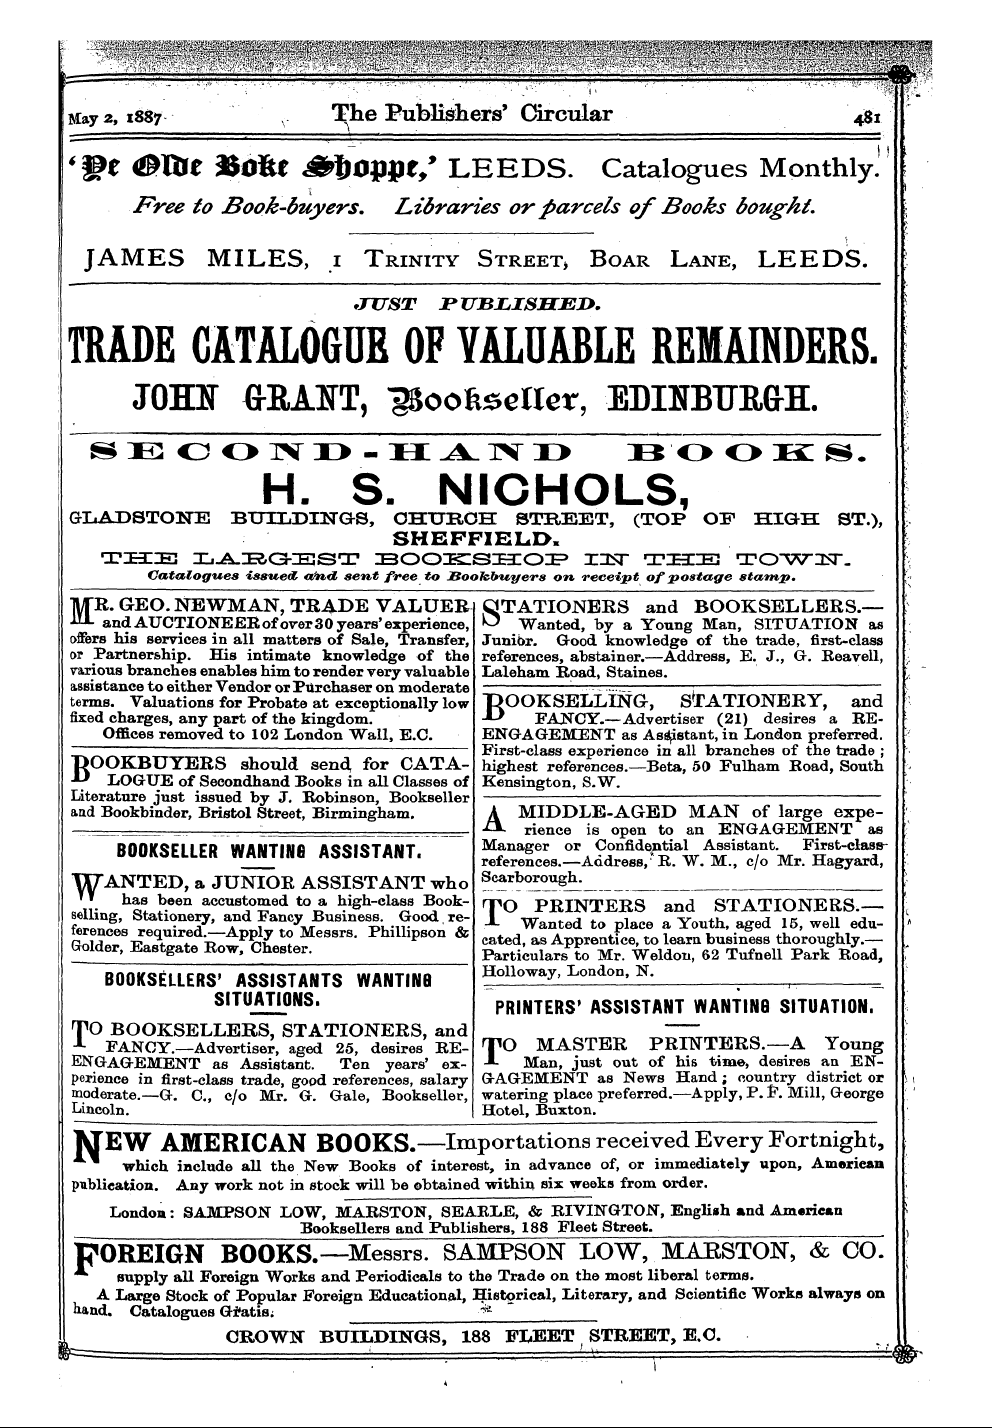 May 2, 1887 The Publishers' Circular 481
'Ye Olde Boke Shoppe,' LEEDS. Catalogues Monthly.
Free to Book-buyers. Libraries or parcels of Books bought.
JAMES MILES, 1 TRINITY STREET, BOAR LANE, LEEDS.
JUST PUBLISHED.
TRADE CATALOGUE OF VALUABLE REMAINDERS.
JOHN GRANT, Bookseller, EDINBURGH.
SECOND-HAND BOOKS.
H. S. NICHOLS,
GLADSTONE BUILDINGS, CHURCH STREET, (TOP OF HIGH ST.),
SHEFFIELD.
THE LARGEST BOOKSHOP IN THE TOWN.
Catalogues issued and sent free to Bookbuyers on receipt of postage stamp.
MR. GEO. NEWMAN, TRADE VALUER
and AUCTIONEER of over 30 years' experience,
offers his services in all matters of Sale, Transfer,
or Partnership. His intimate knowledge of the
various branches enables him to render very valuable
assistance to either Vendor or Purchaser on moderate
terms. Valuations for Probate at exceptionally low
fixed charges, any part of the kingdom.
Offices removed to 102 London Wall, E.C.
BOOKBUYERS should send for CATA-
LOGUE of Secondhand Books in all Classes of
Literature just issued by J. Robinson, Bookseller
and Bookbinder, Bristol Street, Birmingham.
BOOKSELLER WANTING ASSISTANT.
WANTED, a JUNIOR ASSISTANT who
has been accustomed to a high-class Book-
selling, Stationery, and Fancy Business. Good re-
ferences required.—Apply to Messrs. Phillipson &
Golder, Eastgate Row, Chester.
BOOKSELLERS' ASSISTANTS WANTING
SITUATIONS.
TO BOOKSELLERS, STATIONERS, and
FANCY.—Advertiser, aged 25, desires RE-
ENGAGEMENT as Assistant. Ten years' ex-
perience in first-class trade, good references, salary
moderate.—G. C., c/o Mr. G. Gale, Bookseller,
Lincoln.
STATIONERS and BOOKSELLERS.—
Wanted, by a Young Man, SITUATION as
Junior. Good knowledge of the trade, first-class
references, abstainer.—Address, E. J., G. Reavell,
Laleham Road, Staines.
BOOKSELLING, STATIONERY, and
FANCY.—Advertiser (21) desires a RE-
ENGAGEMENT as Assistant, in London preferred.
First-class experience in all branches of the trade;
highest references.—Beta, 50 Fulham Road, South
Kensington, S.W.
A MIDDLE-AGED MAN of large expe-
rience is open to an ENGAGEMENT as
Manager or Confidential Assistant. First-class
references.—Address, R. W. M., c/o Mr. Hagyard,
Scarborough.
TO PRINTERS and STATIONERS.—
Wanted to place a Youth, aged 15, well edu-
cated, as Apprentice, to learn business thoroughly.—
Particulars to Mr. Weldon, 62 Tufnell Park Road,
Holloway, London, N.
PRINTERS' ASSISTANT WANTING SITUATION.
TO MASTER PRINTERS.—A Young
Man, just out of his time, desires an EN-
GAGEMENT as News Hand; country district or
watering place preferred.—Apply, P. F. Mill, George
Hotel, Buxton.
NEW AMERICAN BOOKS.—Importations received Every Fortnight,
which include all the New Books of interest, in advance of, or immediately upon, American
publication. Any work not in stock will be obtained within six weeks from order.
London: SAMPSON LOW, MARSTON, SEARLE, & RIVINGTON, English and American
Booksellers and Publishers, 188 Fleet Street.
FOREIGN BOOKS.—Messrs. SAMPSON LOW, MARSTON, & CO.
supply all Foreign Works and Periodicals to the Trade on the most liberal terms.
A Large Stock of Popular Foreign Educational, Historical, Literary, and Scientific Works always on
hand. Catalogues Gratis.
CROWN BUILDINGS, 188 FLEET STREET, E.C.